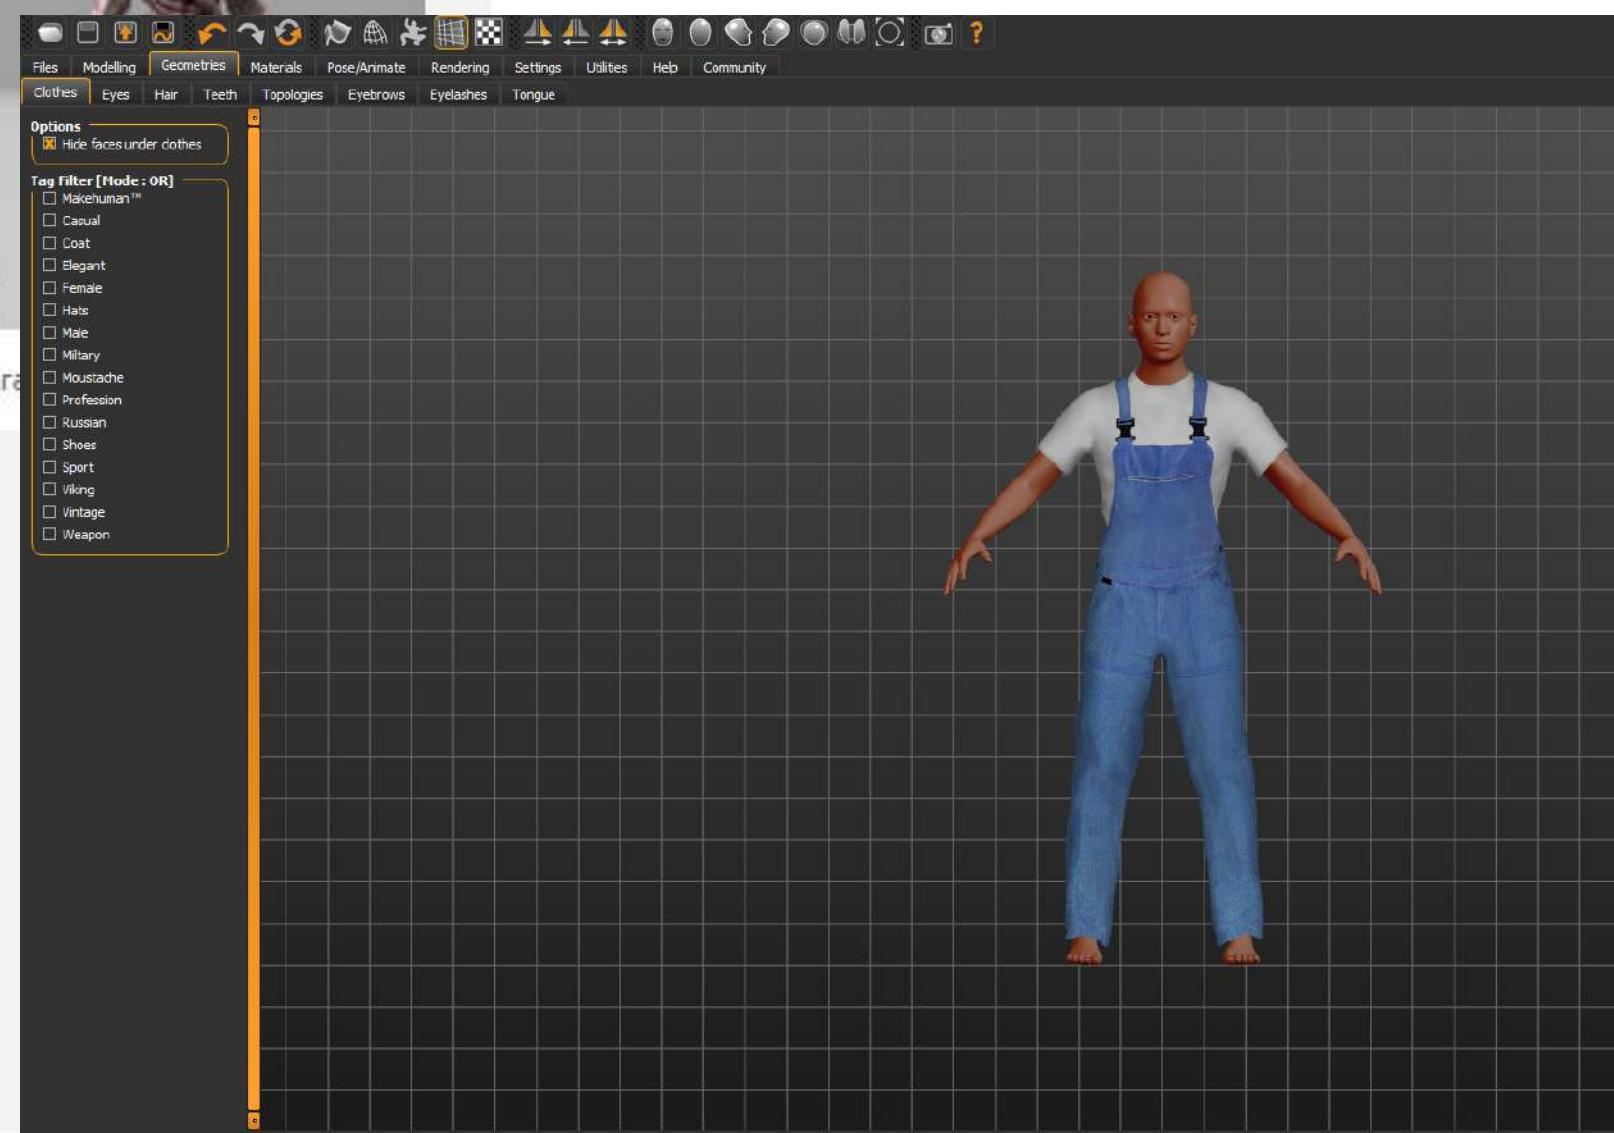 Files Modelling Geometries Materials Pose/Animate Rendering Settings Utilities Help Community
Clothes Eyes Hair Teeth Topologies Eyebrows Eyelashes Tongue
Options
Hide faces under clothes
Tag Filter [Mode : OR]
Makehuman™
Casual
Coat
Elegant
Female
Hats
Male
Miltary
Moustache
Profession
Russian
Shoes
Sport
Viking
Vintage
Weapon